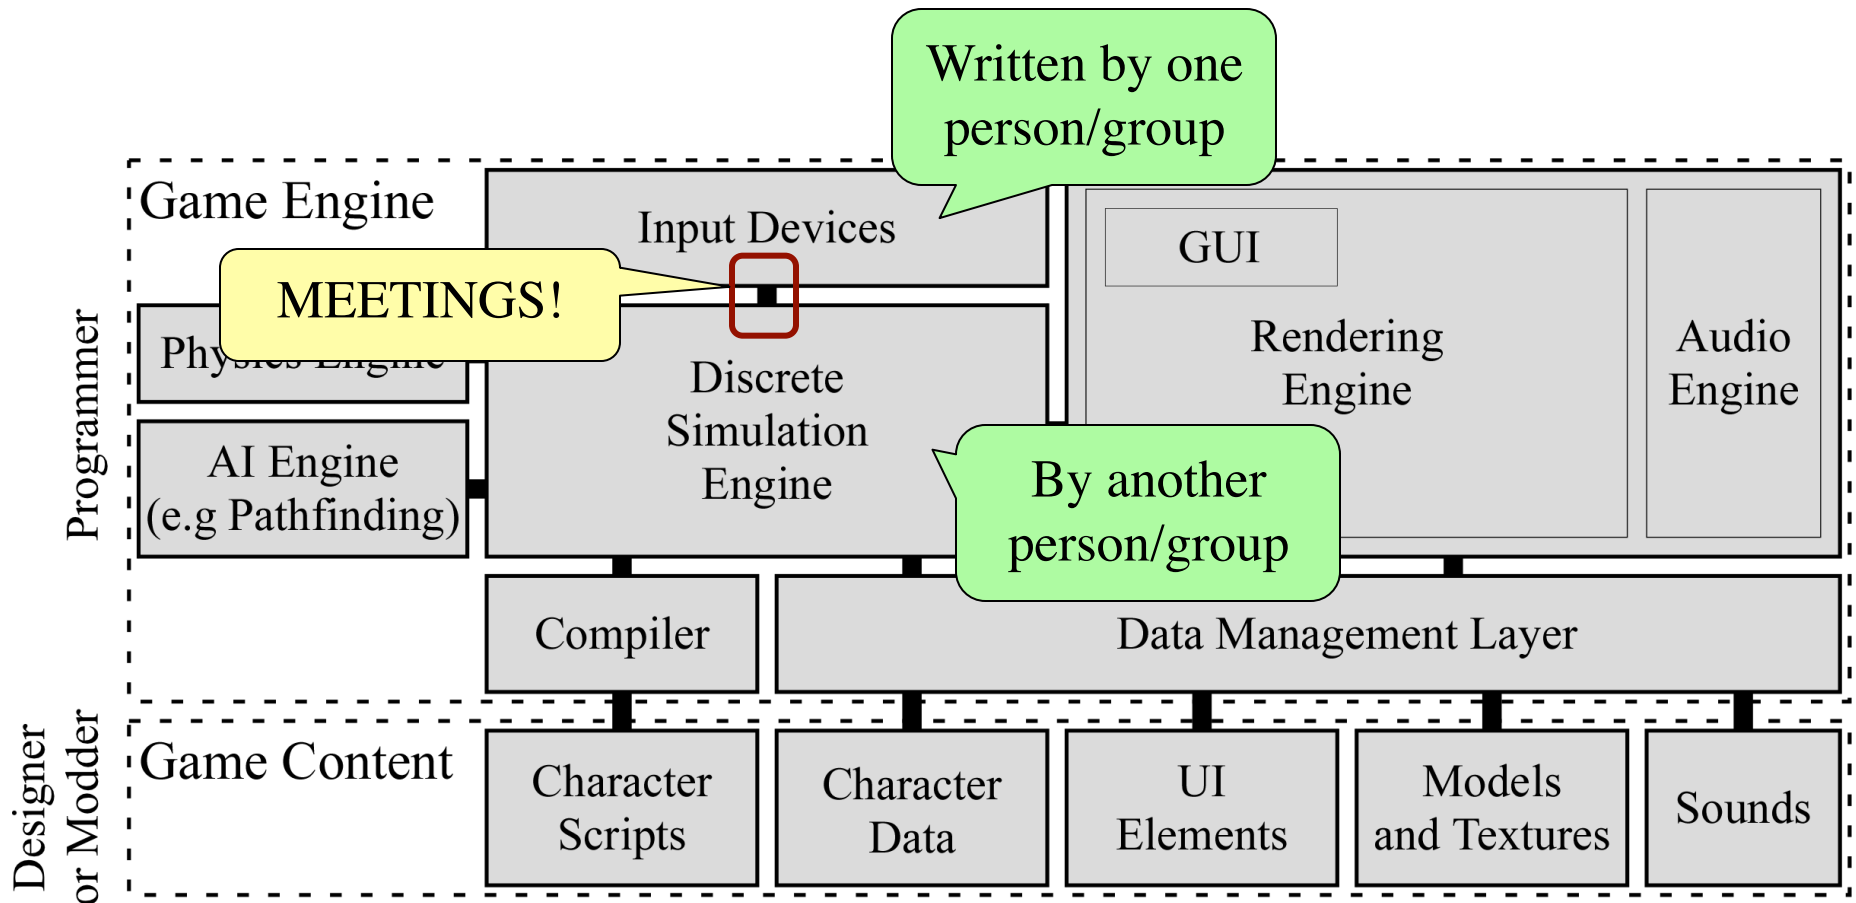 Written by one
person/group
Game Engine
Input Devices
GUI
MEETINGS!
Physics Engine
Rendering
Engine
Audio
Engine
Discrete
Simulation
Engine
AI Engine
(e.g Pathfinding)
By another
person/group
Programmer
Compiler
Data Management Layer
Game Content
Character
Scripts
Character
Data
UI
Elements
Models
and Textures
Sounds
Designer
or Modder